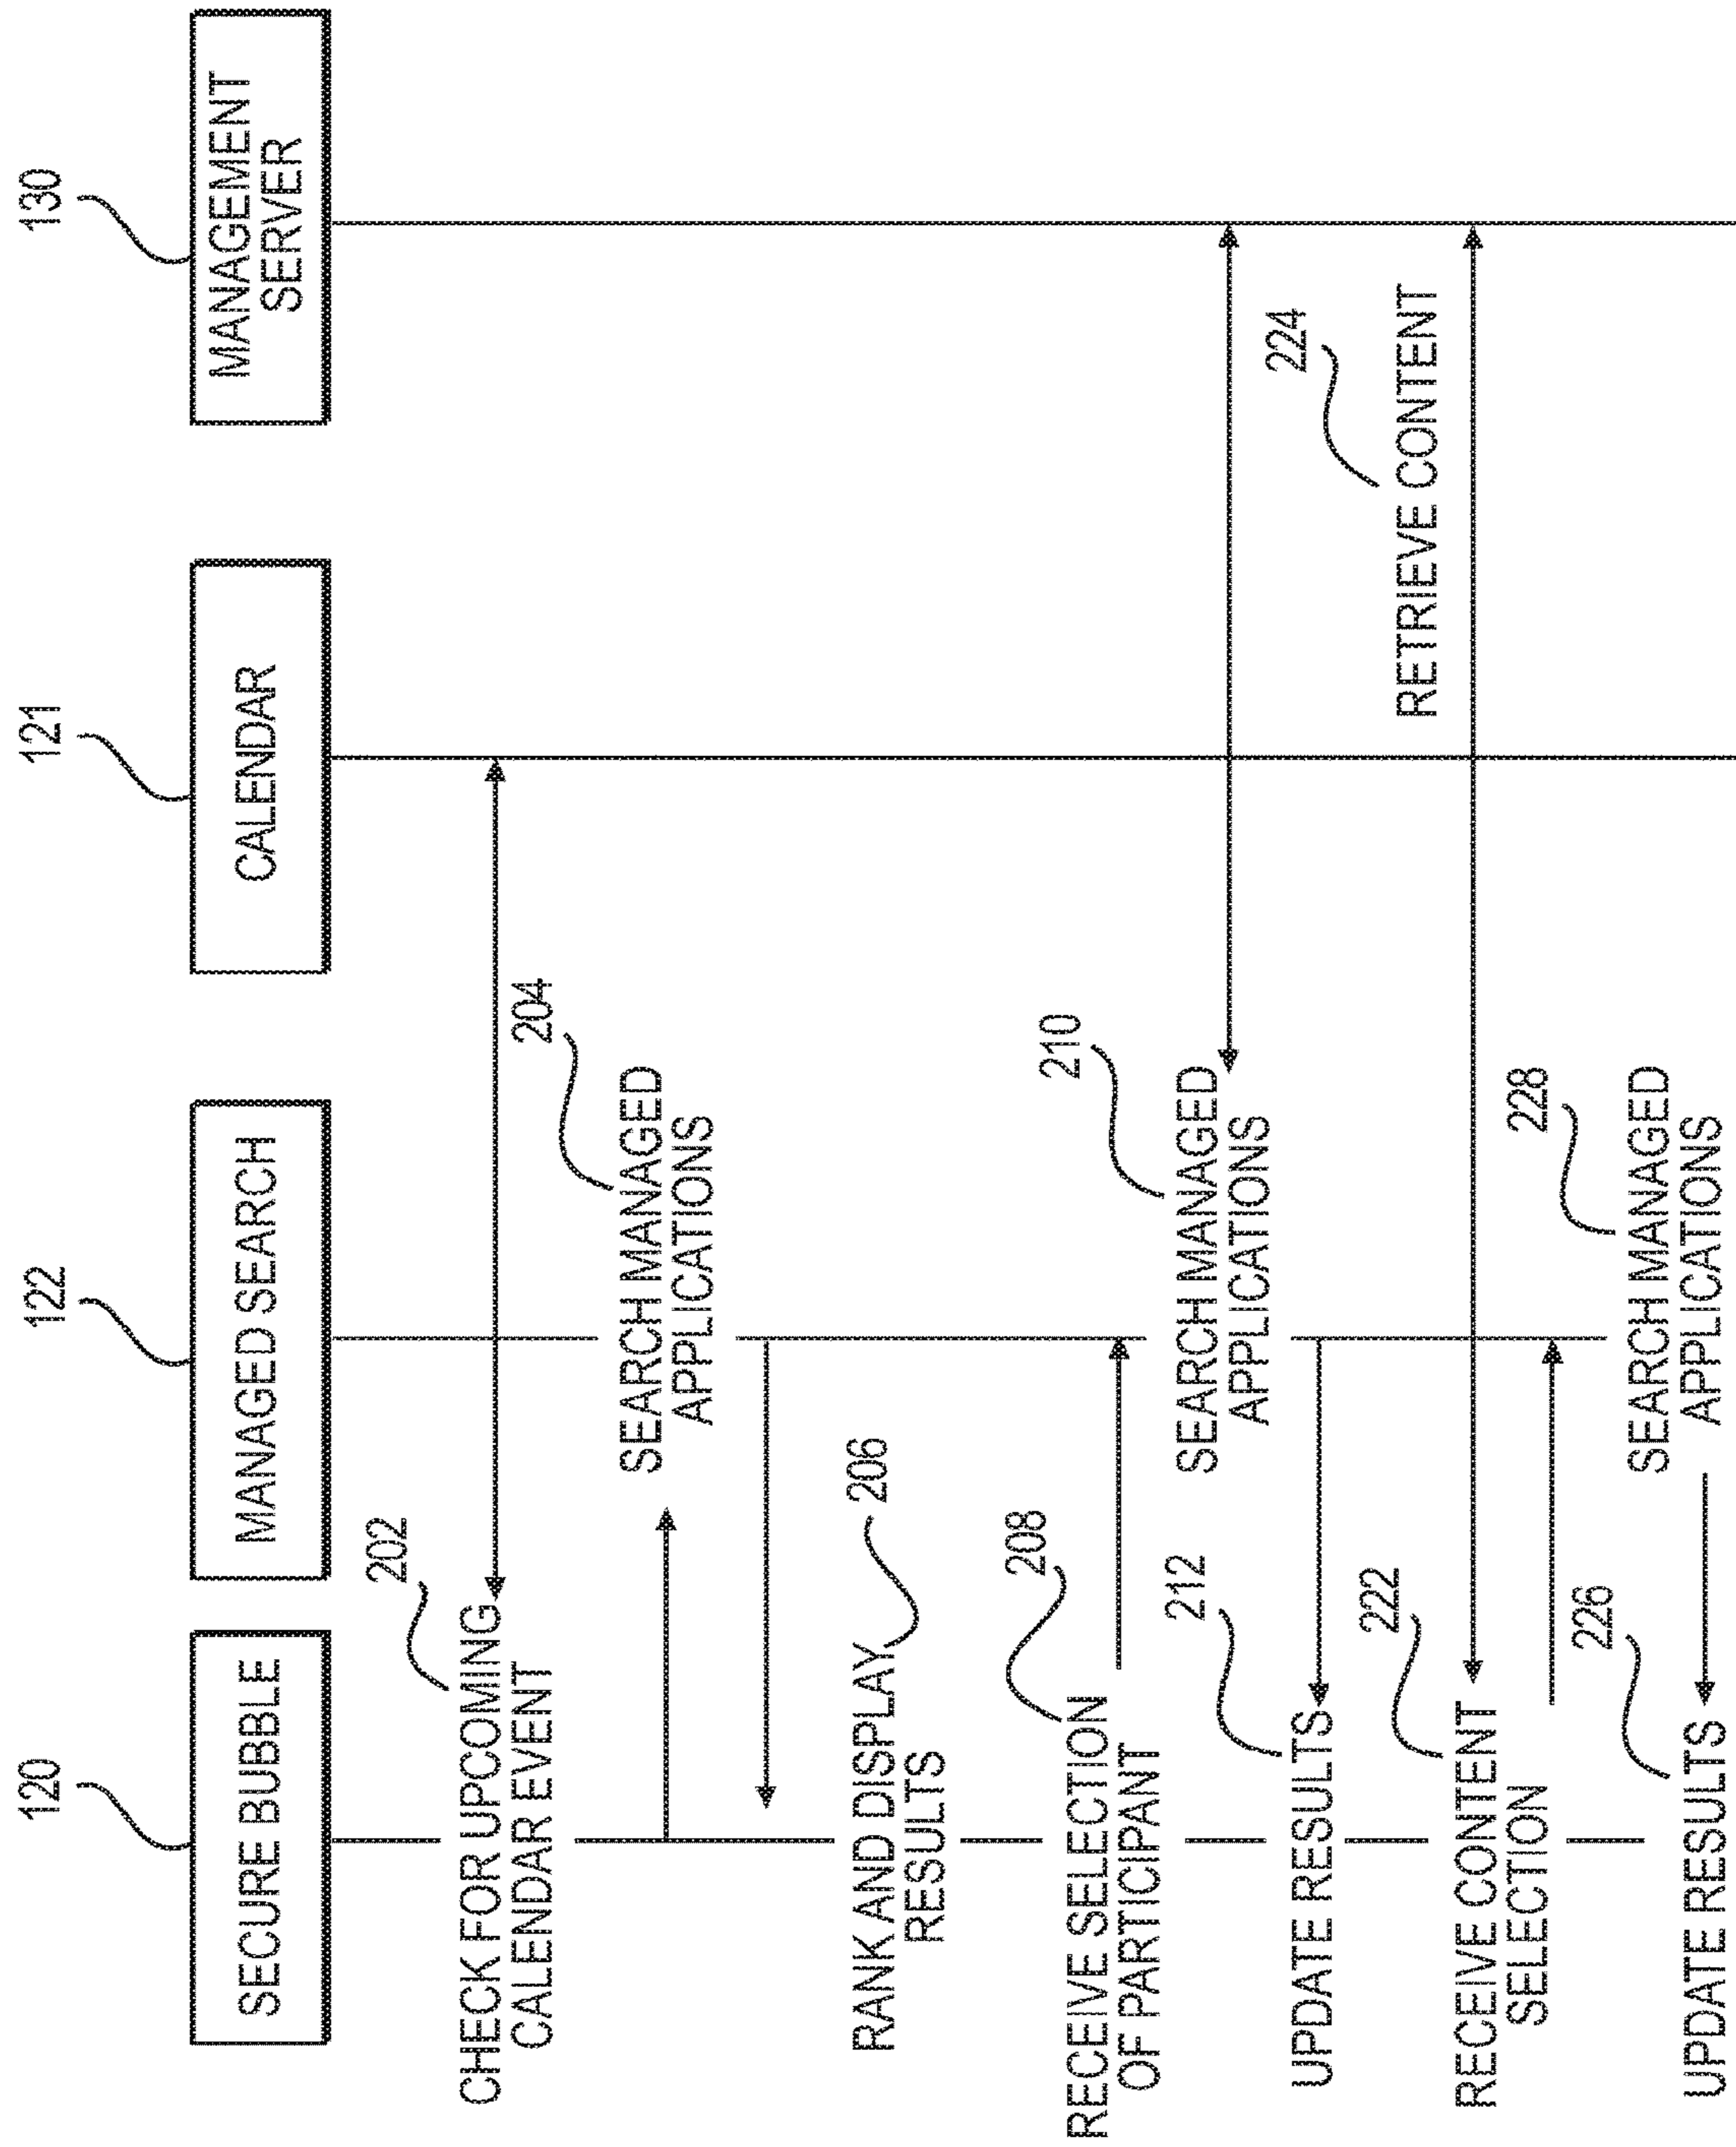 120
122
121
130
SECURE BUBBLE
MANAGED SEARCH
CALENDAR
MANAGEMENT
SERVER
202
CHECK FOR UPCOMING
CALENDAR EVENT
204
SEARCH MANAGED
APPLICATIONS
206
RANK AND DISPLAY
RESULTS
208
RECEIVE SELECTION
OF PARTICIPANT
210
SEARCH MANAGED
APPLICATIONS
212
UPDATE RESULTS
224
RETRIEVE CONTENT
222
RECEIVE CONTENT
SELECTION
228
SEARCH MANAGED
APPLICATIONS
226
UPDATE RESULTS